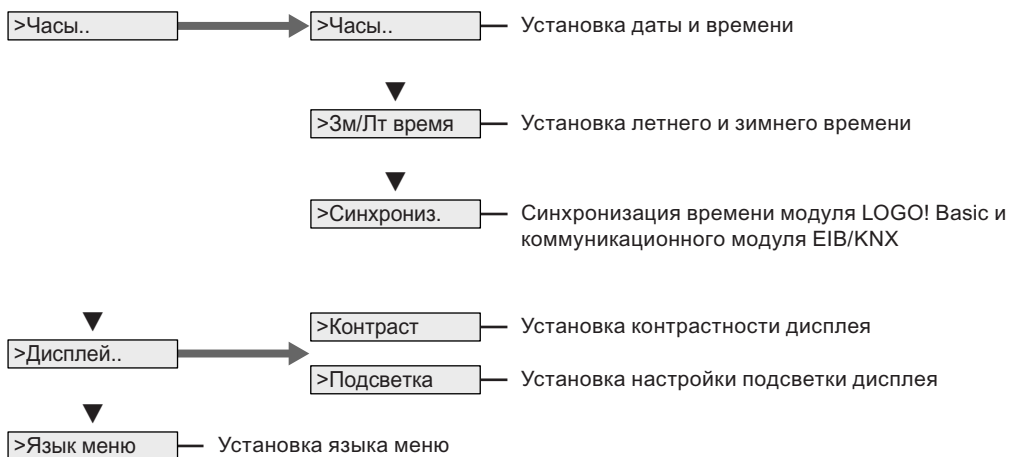 >Часы..
>Часы..
Установка даты и времени
>Зм/Лт время
Установка летнего и зимнего времени
>Синхрониз.
Синхронизация времени модуля LOGO! Basic и
коммуникационного модуля EIB/KNX
>Дисплей..
>Контраст
Установка контрастности дисплея
>Подсветка
Установка настройки подсветки дисплея
>Язык меню
Установка языка меню